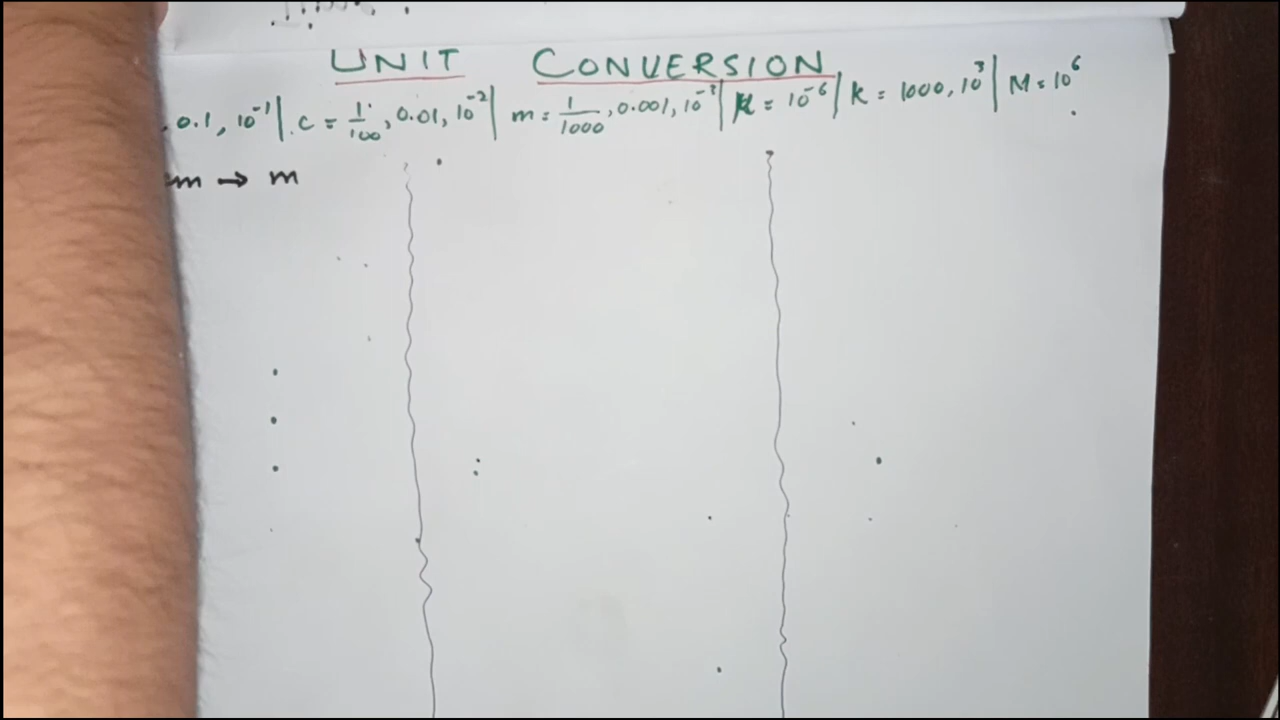 UNIT CONVERSION
0.1, 10⁻¹ | c = 1/100, 0.01, 10⁻² | m = 1/1000, 0.001, 10⁻³ | = 10⁻⁶ | k = 1000, 10³ | M = 10⁶
m → m